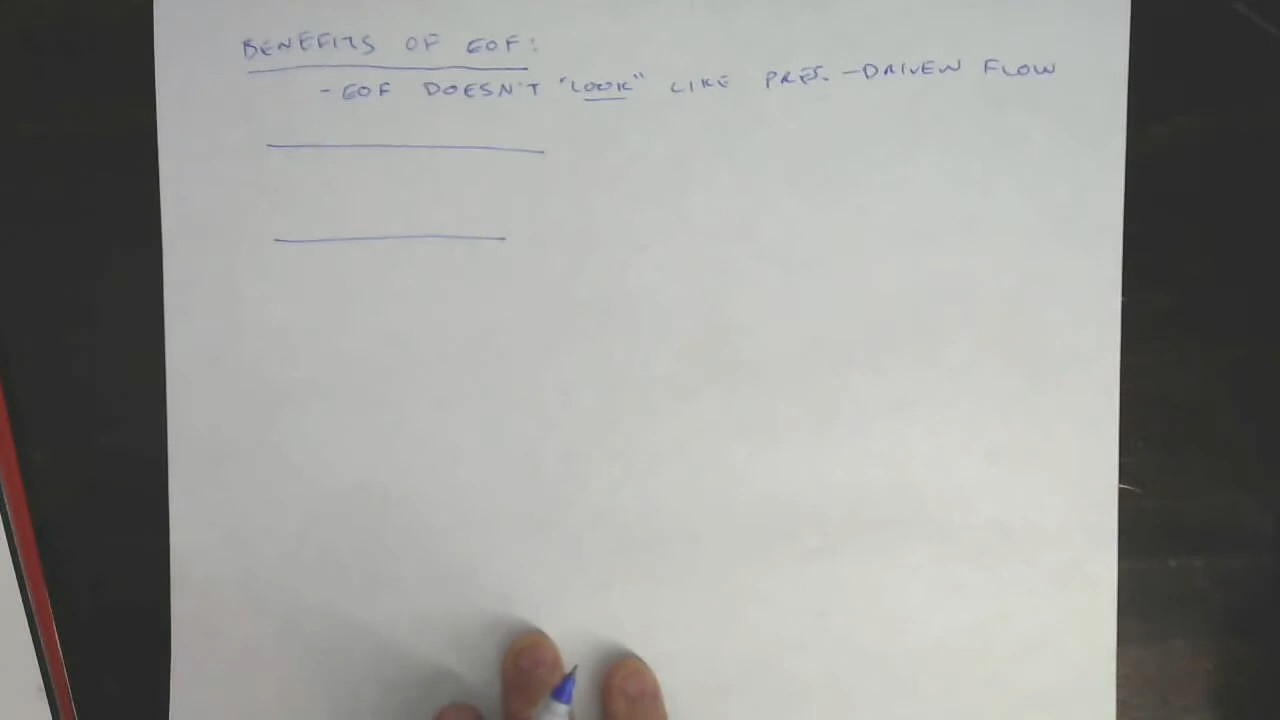 BENEFITS OF EOF:
- EOF DOESN'T "LOOK" LIKE PRES. -DRIVEN FLOW